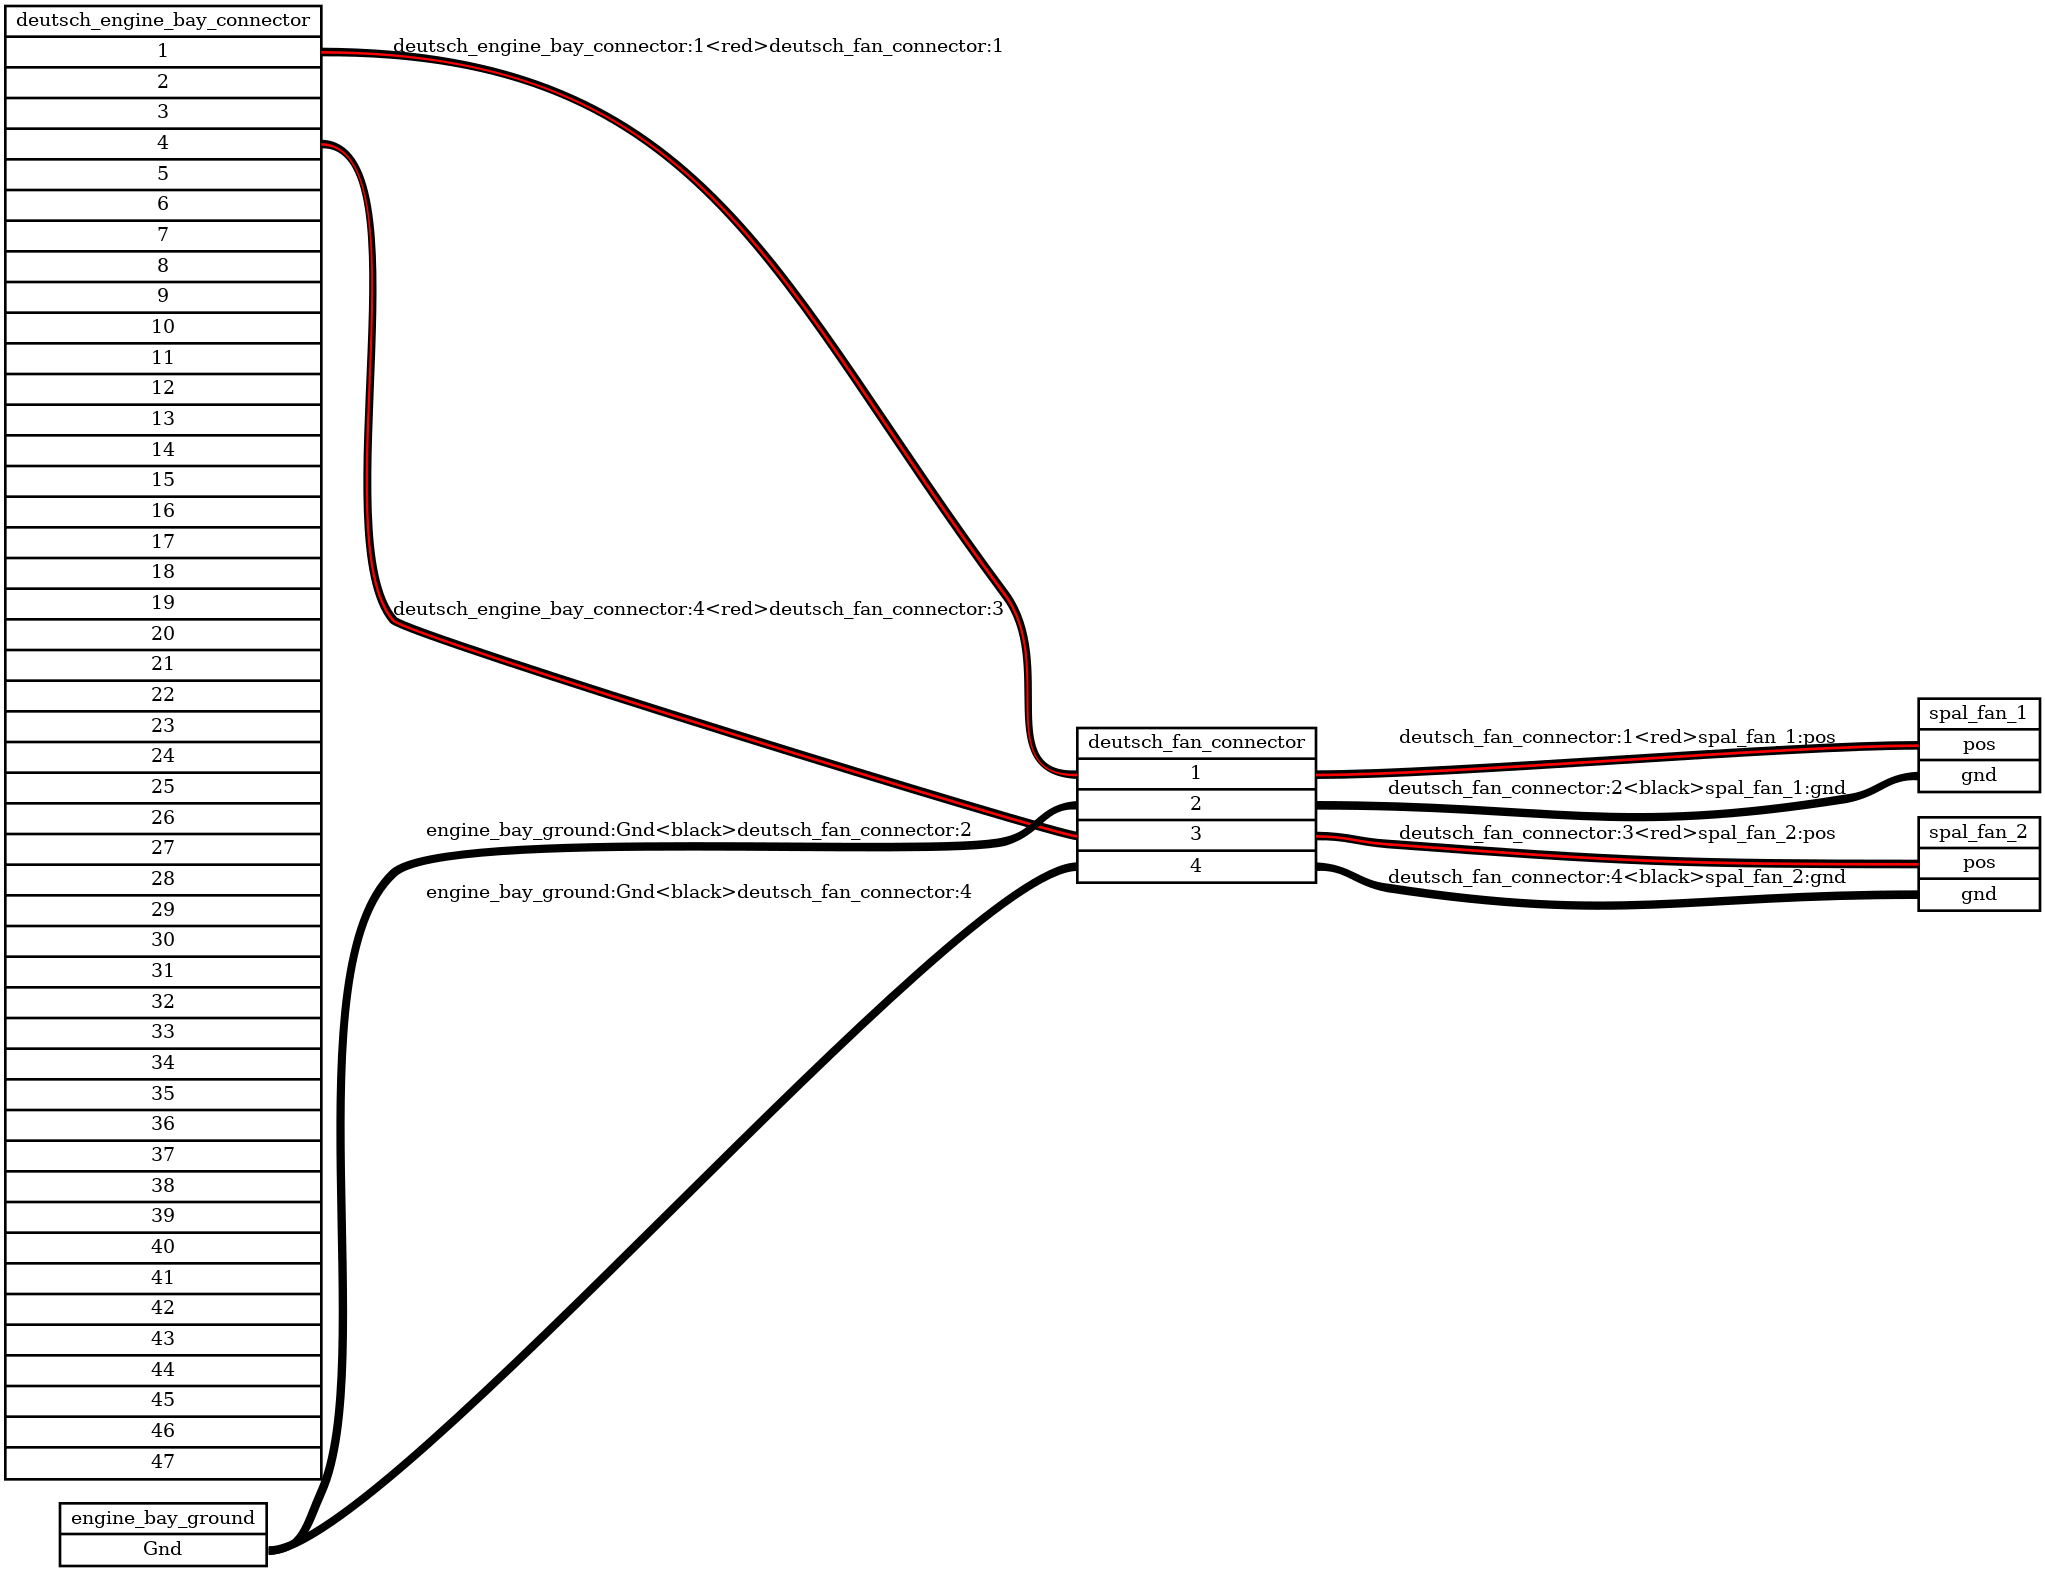 deutsch_engine_bay_connector
1
2
3
4
5
6
7
8
9
10
11
12
13
14
15
16
17
18
19
20
21
22
23
24
25
26
27
28
29
30
31
32
33
34
35
36
37
38
39
40
41
42
43
44
45
46
47
engine_bay_ground
Gnd
deutsch_engine_bay_connector:1<red>deutsch_fan_connector:1
deutsch_engine_bay_connector:4<red>deutsch_fan_connector:3
engine_bay_ground:Gnd<black>deutsch_fan_connector:2
engine_bay_ground:Gnd<black>deutsch_fan_connector:4
deutsch_fan_connector
1
2
3
4
deutsch_fan_connector:1<red>spal_fan_1:pos
deutsch_fan_connector:2<black>spal_fan_1:gnd
deutsch_fan_connector:3<red>spal_fan_2:pos
deutsch_fan_connector:4<black>spal_fan_2:gnd
spal_fan_1
pos
gnd
spal_fan_2
pos
gnd